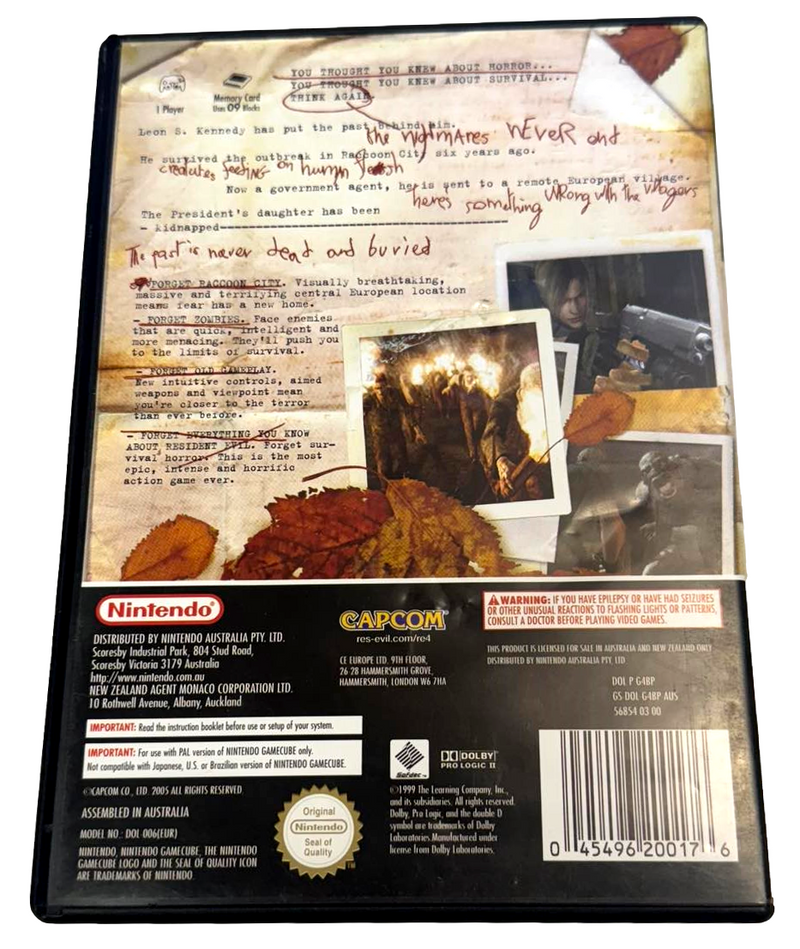 YOU THOUGHT YOU KNEW ABOUT HORROR...
YOU THOUGHT YOU KNEW ABOUT SURVIVAL...
THINK AGAIN.
1 Player
Memory Card
Uses 09 Blocks
Leon S. Kennedy has put the past behind him.
the nightmares NEVER end
He survived the outbreak in Raccoon City six years ago.
creatures feeding on human flesh
Now a government agent, he is sent to a remote European village.
heres something wrong with the villagers
The President's daughter has been
- kidnapped
The past is never dead and buried
FORGET RACCOON CITY. Visually breathtaking,
massive and terrifying central European location
means fear has a new home.
- FORGET ZOMBIES. Face enemies
that are quick, intelligent and
more menacing. They'll push you
to the limits of survival.
- FORGET OLD GAMEPLAY.
New intuitive controls, aimed
weapons and viewpoint mean
you're closer to the terror
than ever before.
- FORGET EVERYTHING YOU KNOW
ABOUT RESIDENT EVIL. Forget sur-
vival horror. This is the most
epic, intense and horrific
action game ever.
Nintendo®
DISTRIBUTED BY NINTENDO AUSTRALIA PTY. LTD.
Scoresby Industrial Park, 804 Stud Road,
Scoresby Victoria 3179 Australia
http://www.nintendo.com.au
NEW ZEALAND AGENT MONACO CORPORATION LTD.
10 Rothwell Avenue, Albany, Auckland
CAPCOM
res-evil.com/re4
CE EUROPE LTD. 9TH FLOOR,
26 28 HAMMERSMITH GROVE,
HAMMERSMITH, LONDON W6 7HA
WARNING: IF YOU HAVE EPILEPSY OR HAVE HAD SEIZURES
OR OTHER UNUSUAL REACTIONS TO FLASHING LIGHTS OR PATTERNS,
CONSULT A DOCTOR BEFORE PLAYING VIDEO GAMES.
THIS PRODUCT IS LICENSED FOR SALE IN AUSTRALIA AND NEW ZEALAND ONLY
DISTRIBUTED BY NINTENDO AUSTRALIA PTY, LTD
DOL P G4BP
GS DOL G4BP AUS
56854 03 00
IMPORTANT: Read the instruction booklet before use or setup of your system.
IMPORTANT: For use with PAL version of NINTENDO GAMECUBE only.
Not compatible with Japanese, U.S. or Brazilian version of NINTENDO GAMECUBE.
©CAPCOM CO., LTD. 2005 ALL RIGHTS RESERVED
ASSEMBLED IN AUSTRALIA
MODEL NO.: DOL-006(EUR)
NINTENDO, NINTENDO GAMECUBE, THE NINTENDO
GAMECUBE LOGO AND THE SEAL OF QUALITY ICON
ARE TRADEMARKS OF NINTENDO
Original
Nintendo
Seal of
Quality
TM
Sofdec
DOLBY
PRO LOGIC II
©1999 The Learning Company, Inc.,
and its subsidiaries. All rights reserved.
Dolby, Pro Logic, and the double D
symbol are trademarks of Dolby
Laboratories Manufactured under
license from Dolby Laboratories.
0 45496 20017 6